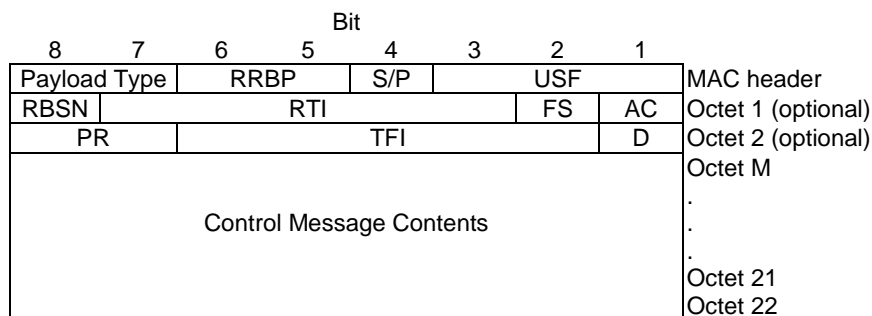 Bit
8 7 6 5 4 3 2 1
Payload Type RRBP S/P USF MAC header
RBSN RTI FS AC Octet 1 (optional)
PR TFI D Octet 2 (optional)
Octet M
.
Control Message Contents .
.
Octet 21
Octet 22